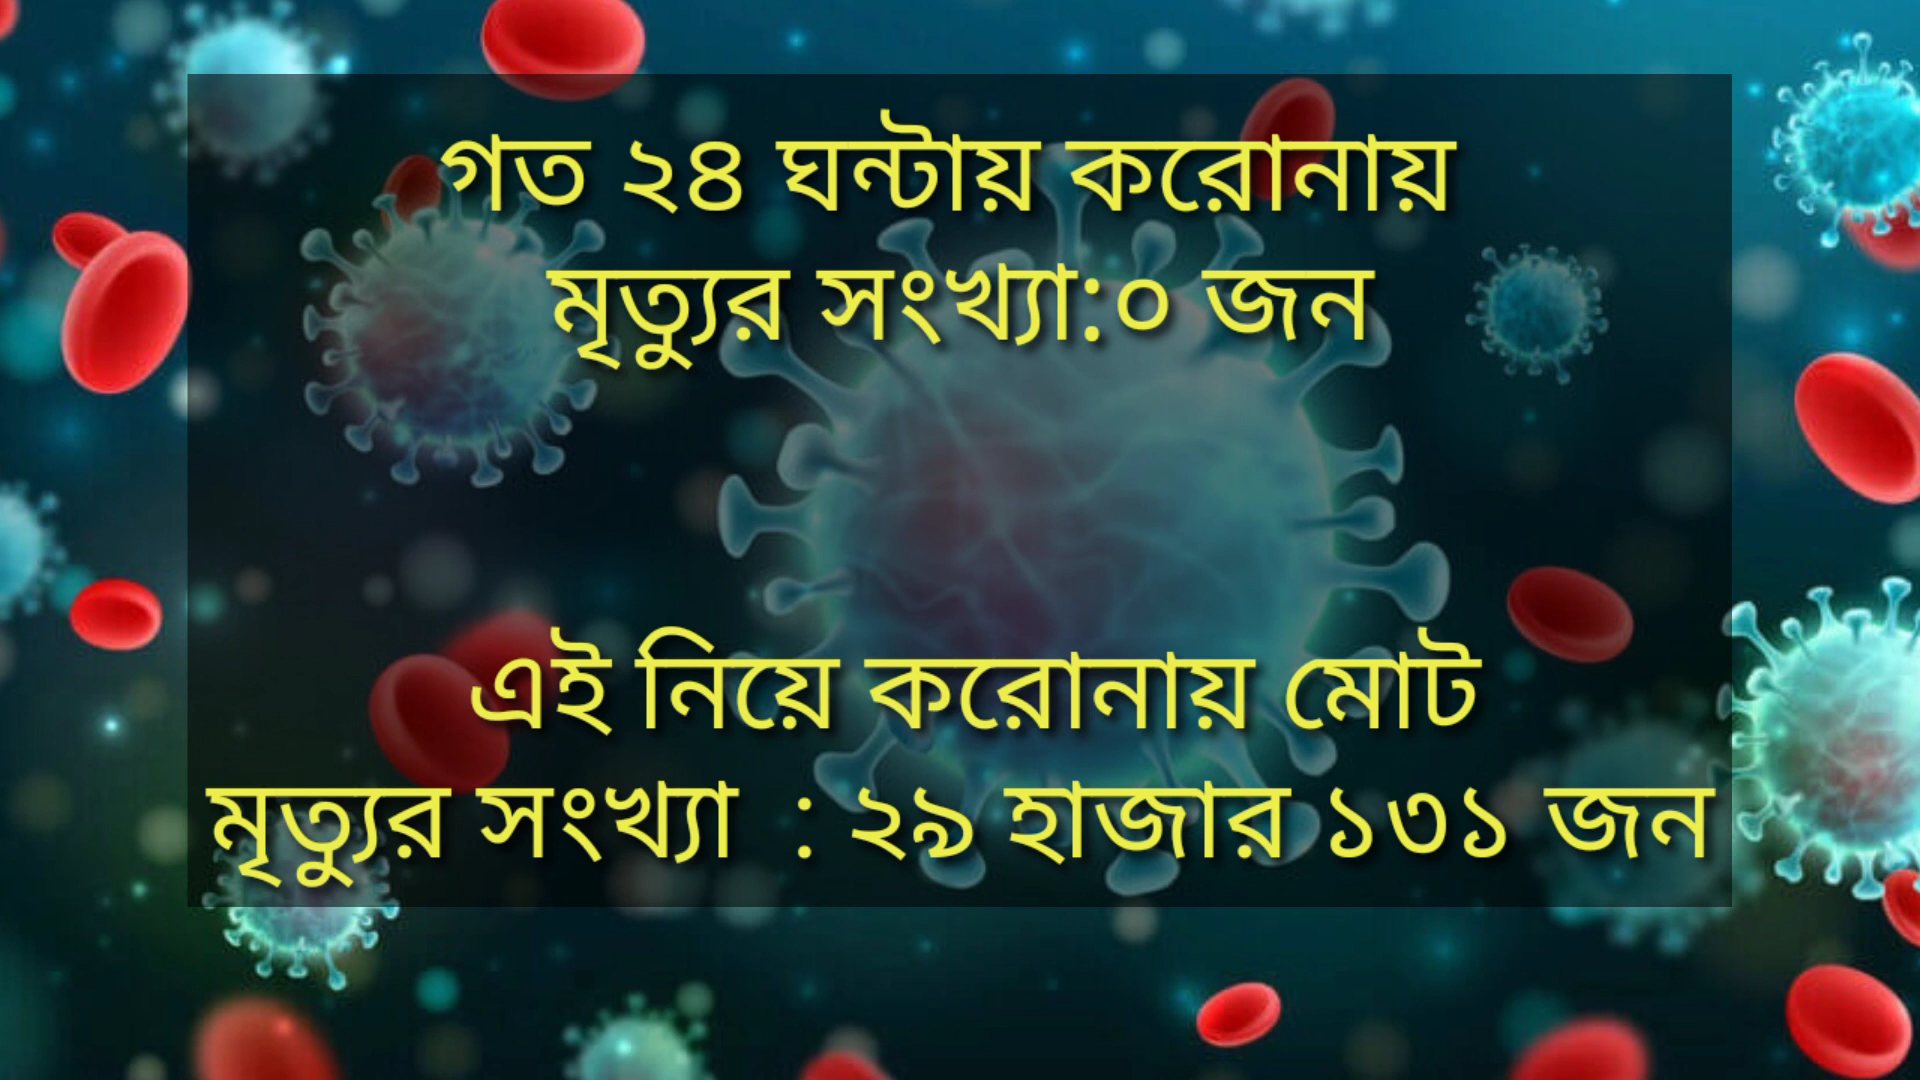 গত ২৪ ঘন্টায় করোনায়
মৃত্যুর সংখ্যা:০ জন
এই নিয়ে করোনায় মোট
মৃত্যুর সংখ্যা : ২৯ হাজার ১৩১ জন